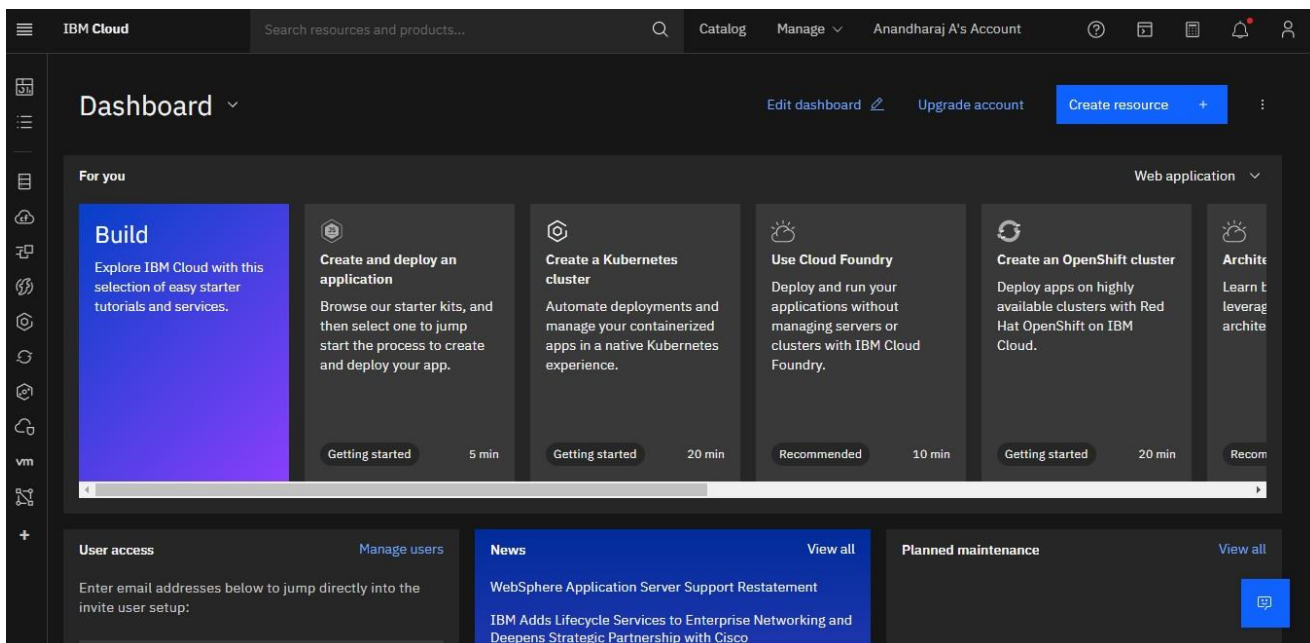 IBM Cloud
Search resources and products...
Catalog
Manage
Anandharaj A's Account
Dashboard
Edit dashboard
Upgrade account
Create resource +
For you
Web application
Build
Explore IBM Cloud with this
selection of easy starter
tutorials and services.
Create and deploy an
application
Browse our starter kits, and
then select one to jump
start the process to create
and deploy your app.
Getting started
5 min
Create a Kubernetes
cluster
Automate deployments and
manage your containerized
apps in a native Kubernetes
experience.
Getting started
20 min
Use Cloud Foundry
Deploy and run your
applications without
managing servers or
clusters with IBM Cloud
Foundry.
Recommended
10 min
Create an OpenShift cluster
Deploy apps on highly
available clusters with Red
Hat OpenShift on IBM
Cloud.
Getting started
20 min
Archite
Learn
leverag
archite
Recom
vm
User access
Manage users
Enter email addresses below to jump directly into the
invite user setup:
News
View all
WebSphere Application Server Support Restatement
IBM Adds Lifecycle Services to Enterprise Networking and
Deepens Strategic Partnership with Cisco
Planned maintenance
View all